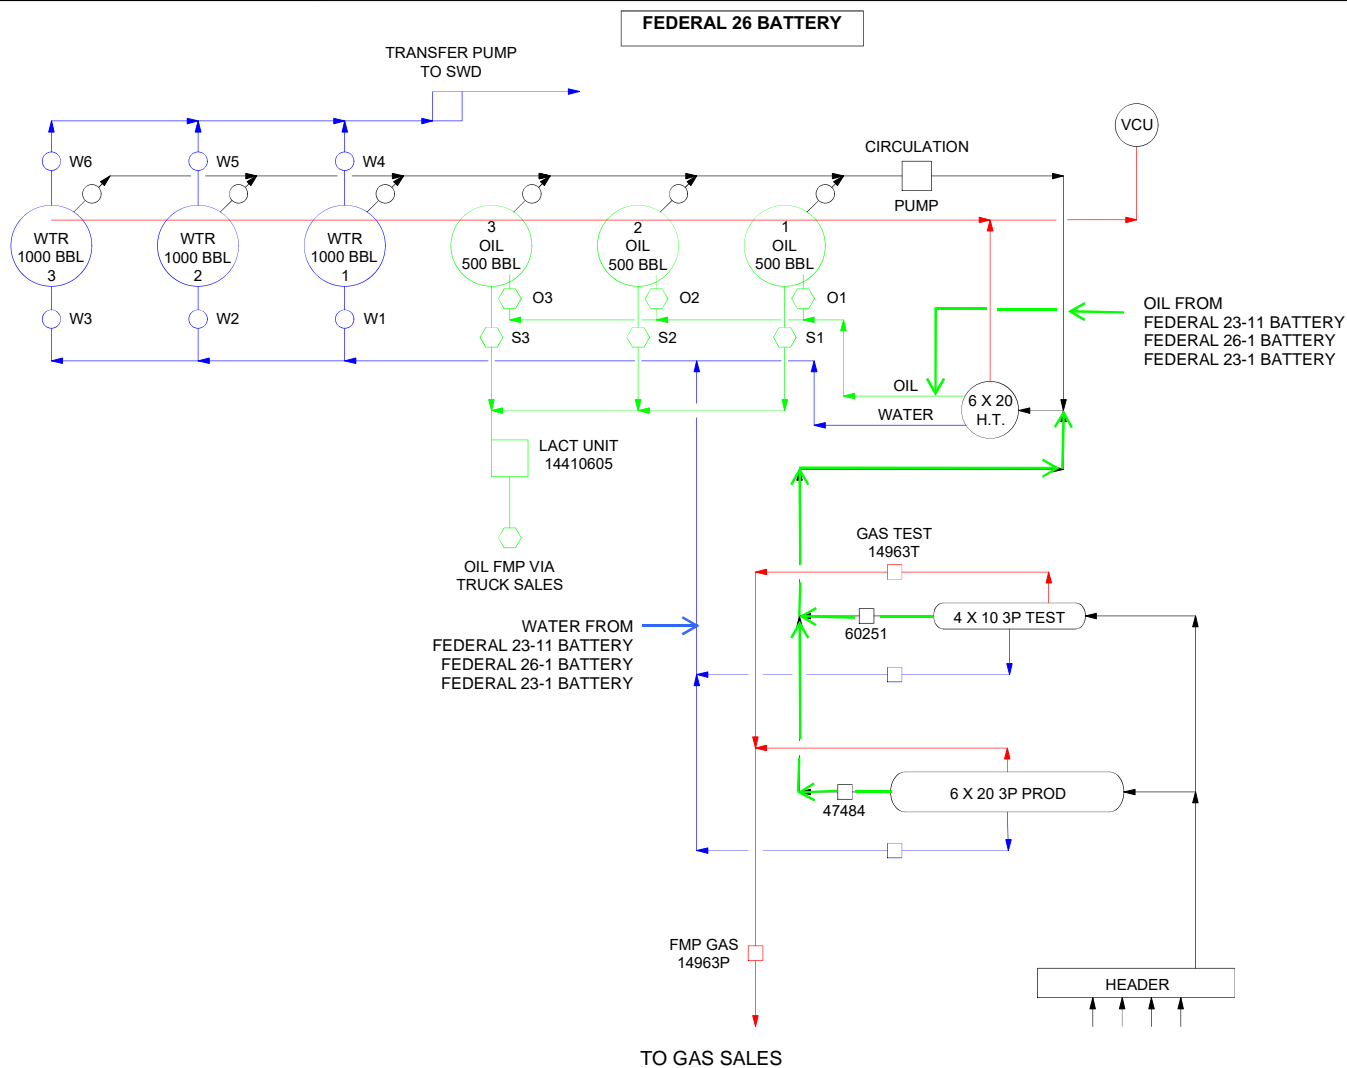 FEDERAL 26 BATTERY
TRANSFER PUMP
TO SWD
VCU
W6
W5
W4
CIRCULATION
PUMP
WTR
1000 BBL
3
WTR
1000 BBL
2
WTR
1000 BBL
1
3
OIL
500 BBL
2
OIL
500 BBL
1
OIL
500 BBL
O3
O2
O1
W3
W2
W1
S3
S2
S1
OIL FROM
FEDERAL 23-11 BATTERY
FEDERAL 26-1 BATTERY
FEDERAL 23-1 BATTERY
OIL
WATER
6 X 20
H.T.
LACT UNIT
14410605
OIL FMP VIA
TRUCK SALES
GAS TEST
14963T
4 X 10 3P TEST
60251
WATER FROM
FEDERAL 23-11 BATTERY
FEDERAL 26-1 BATTERY
FEDERAL 23-1 BATTERY
6 X 20 3P PROD
47484
FMP GAS
14963P
HEADER
TO GAS SALES